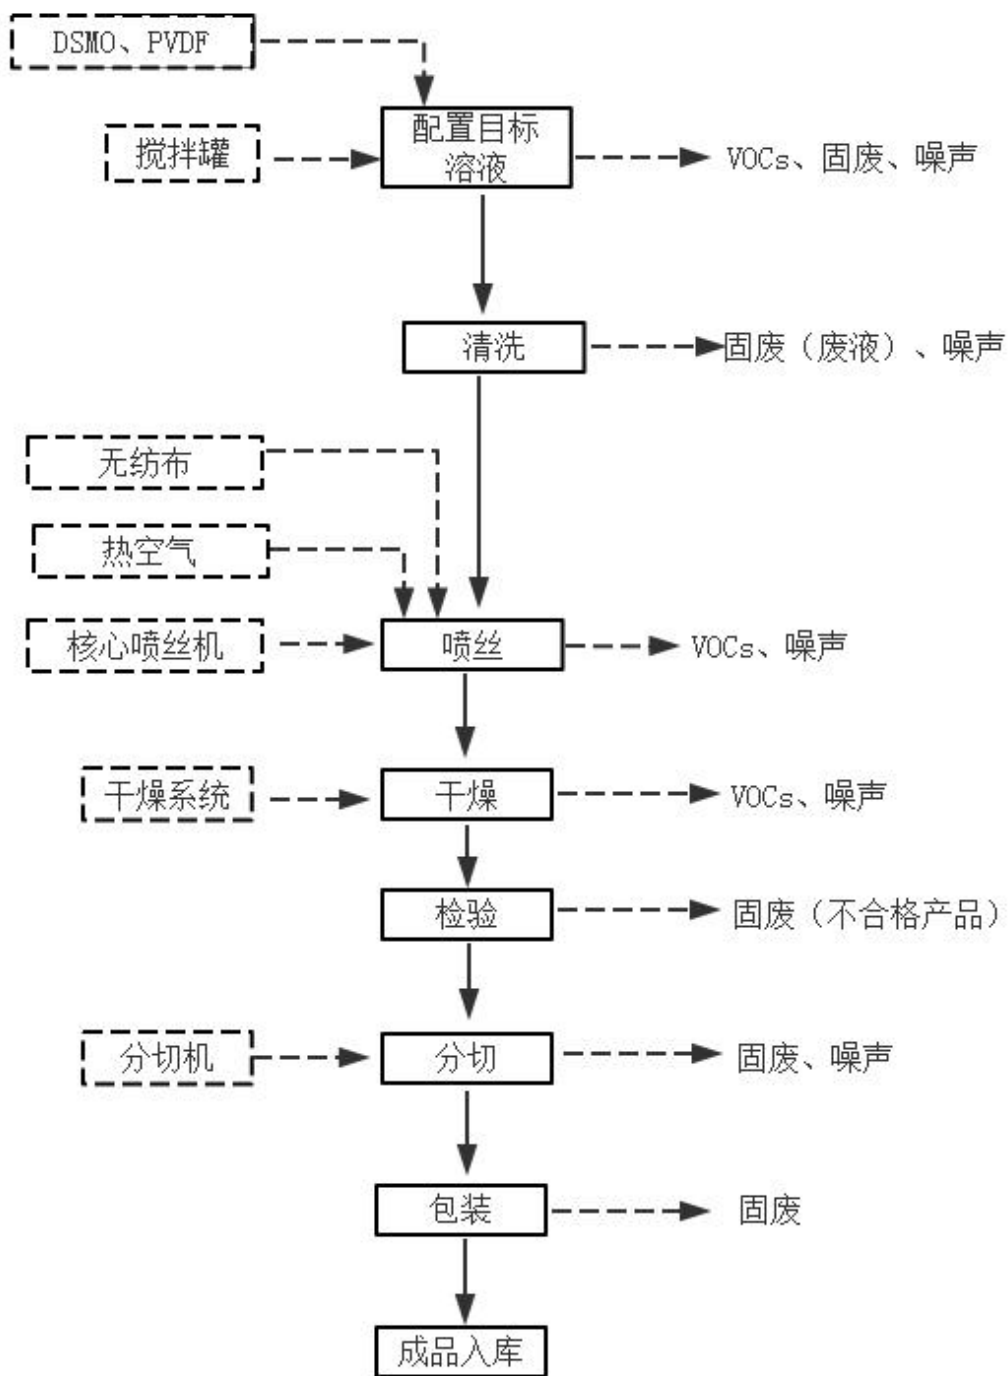 DSMO、PVDF
配置目标
溶液
搅拌罐
VOCs、固废、噪声
清洗
固废（废液）、噪声
无纺布
热空气
核心喷丝机
喷丝
VOCs、噪声
干燥系统
干燥
VOCs、噪声
检验
固废（不合格产品）
分切机
分切
固废、噪声
包装
固废
成品入库